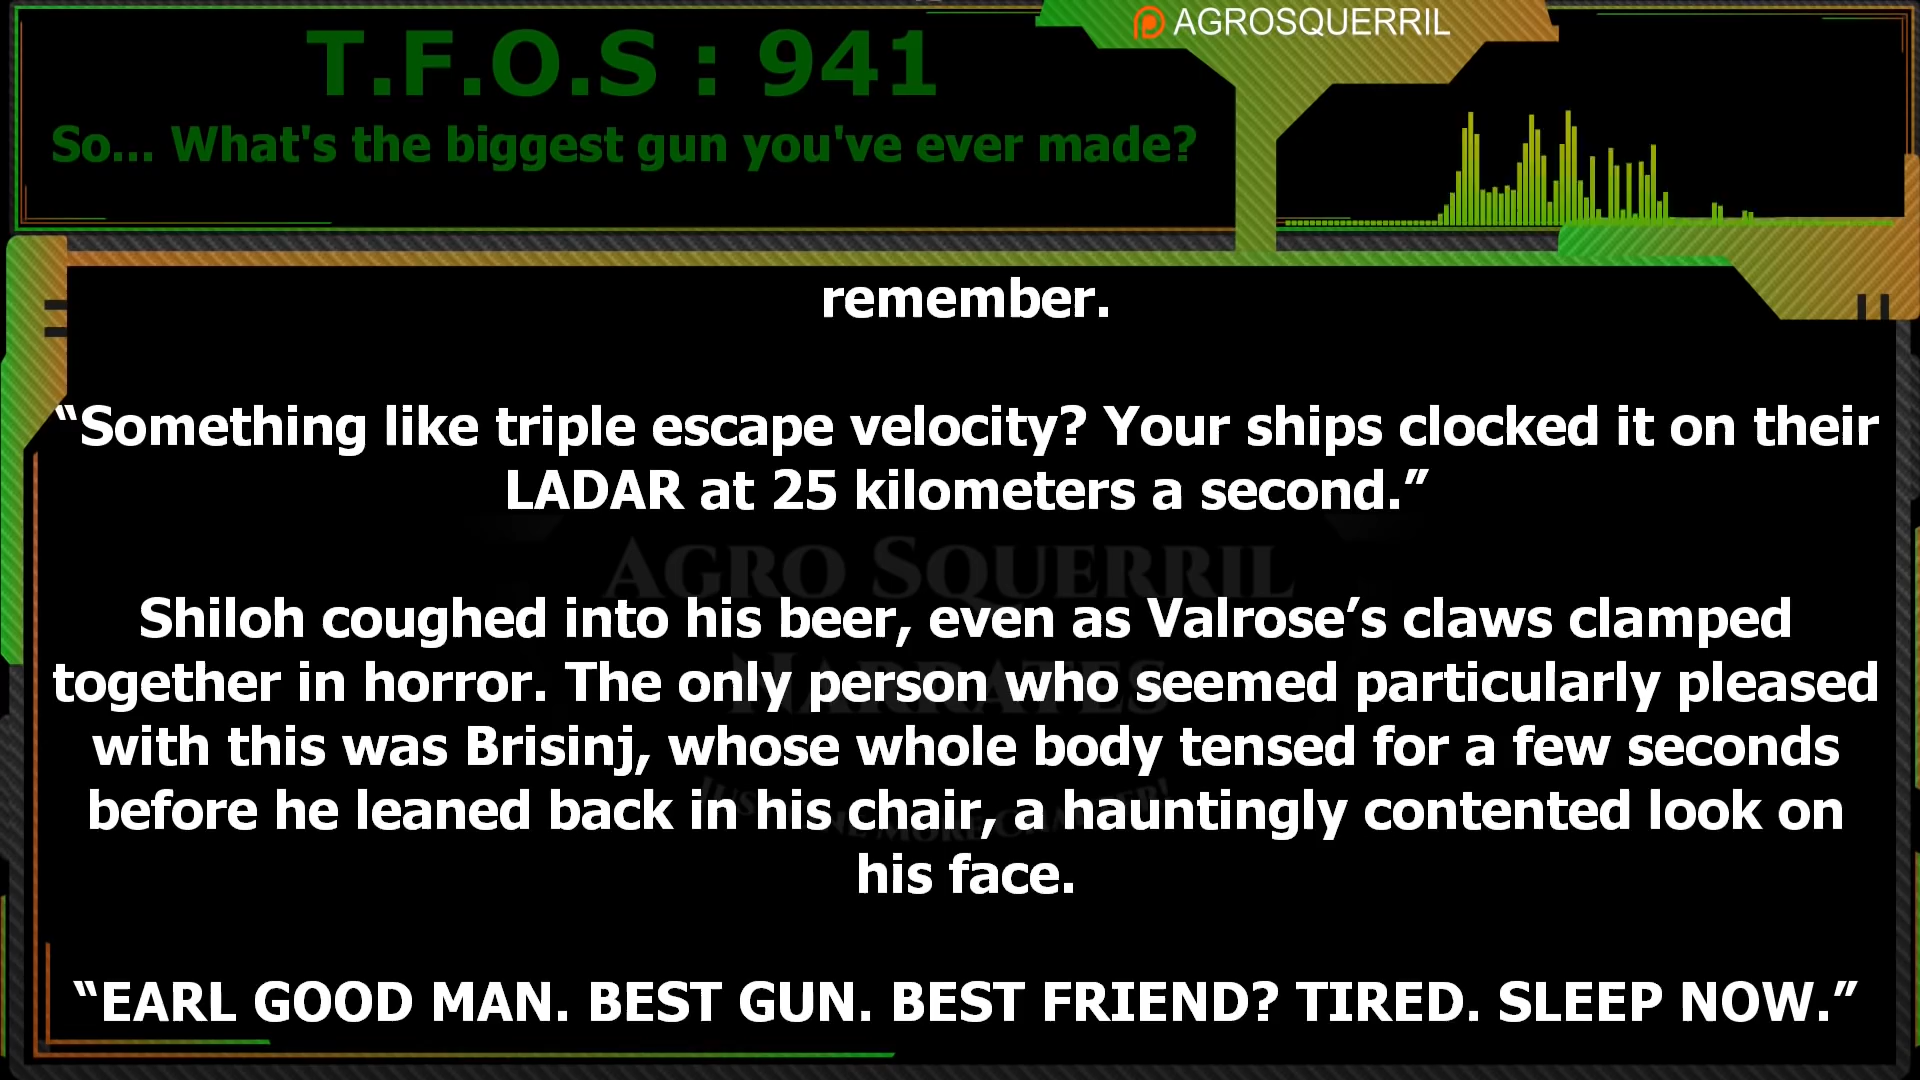 T.F.O.S : 941
So... What's the biggest gun you've ever made?
AGROSQUERRIL
remember.
“Something like triple escape velocity? Your ships clocked it on their
LADAR at 25 kilometers a second.”
Shiloh coughed into his beer, even as Valrose’s claws clamped
together in horror. The only person who seemed particularly pleased
with this was Brisinj, whose whole body tensed for a few seconds
before he leaned back in his chair, a hauntingly contented look on
his face.
“EARL GOOD MAN. BEST GUN. BEST FRIEND? TIRED. SLEEP NOW.”
AGRO SQUERRIL
NARRATES